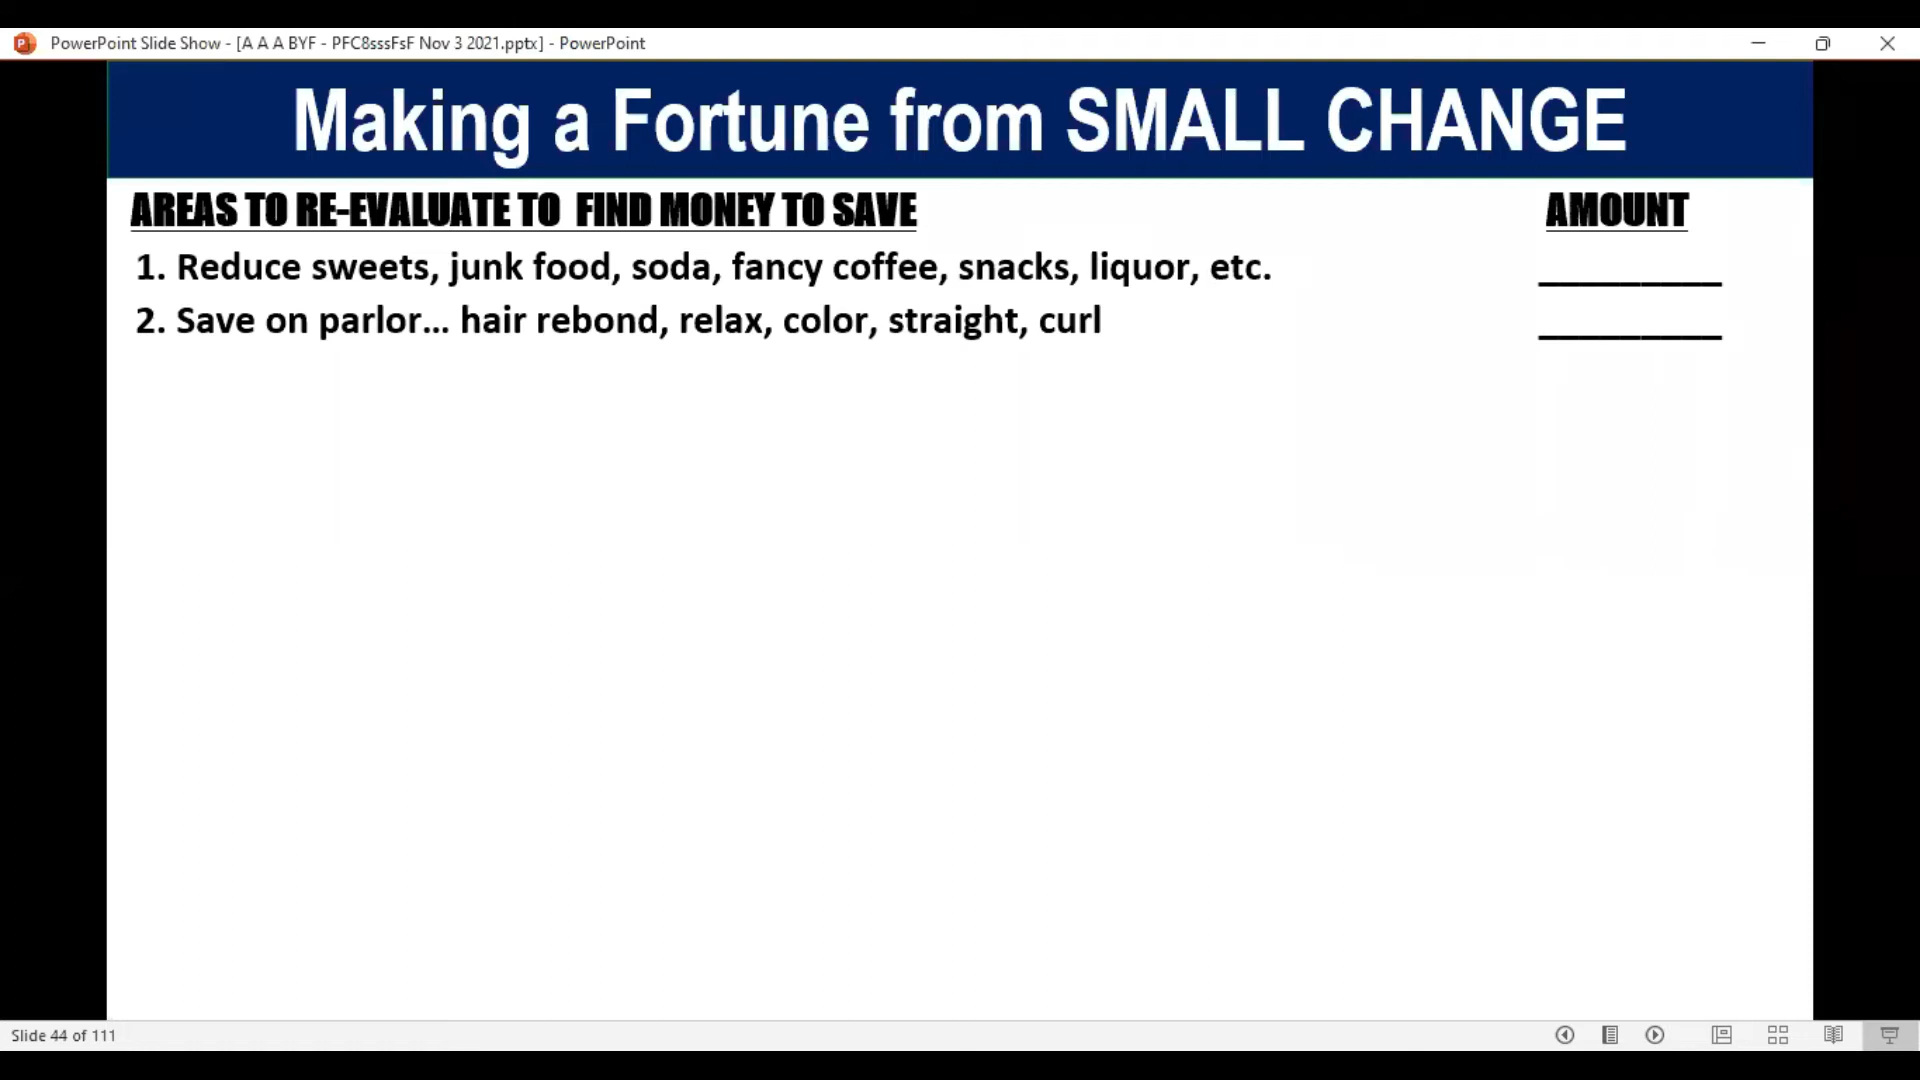 PowerPoint Slide Show - [A A A BYF - PFC8sssFsF Nov 3 2021.pptx] - PowerPoint
Making a Fortune from SMALL CHANGE
AREAS TO RE-EVALUATE TO FIND MONEY TO SAVE AMOUNT
1. Reduce sweets, junk food, soda, fancy coffee, snacks, liquor, etc. _________
2. Save on parlor... hair rebond, relax, color, straight, curl _________
Slide 44 of 111